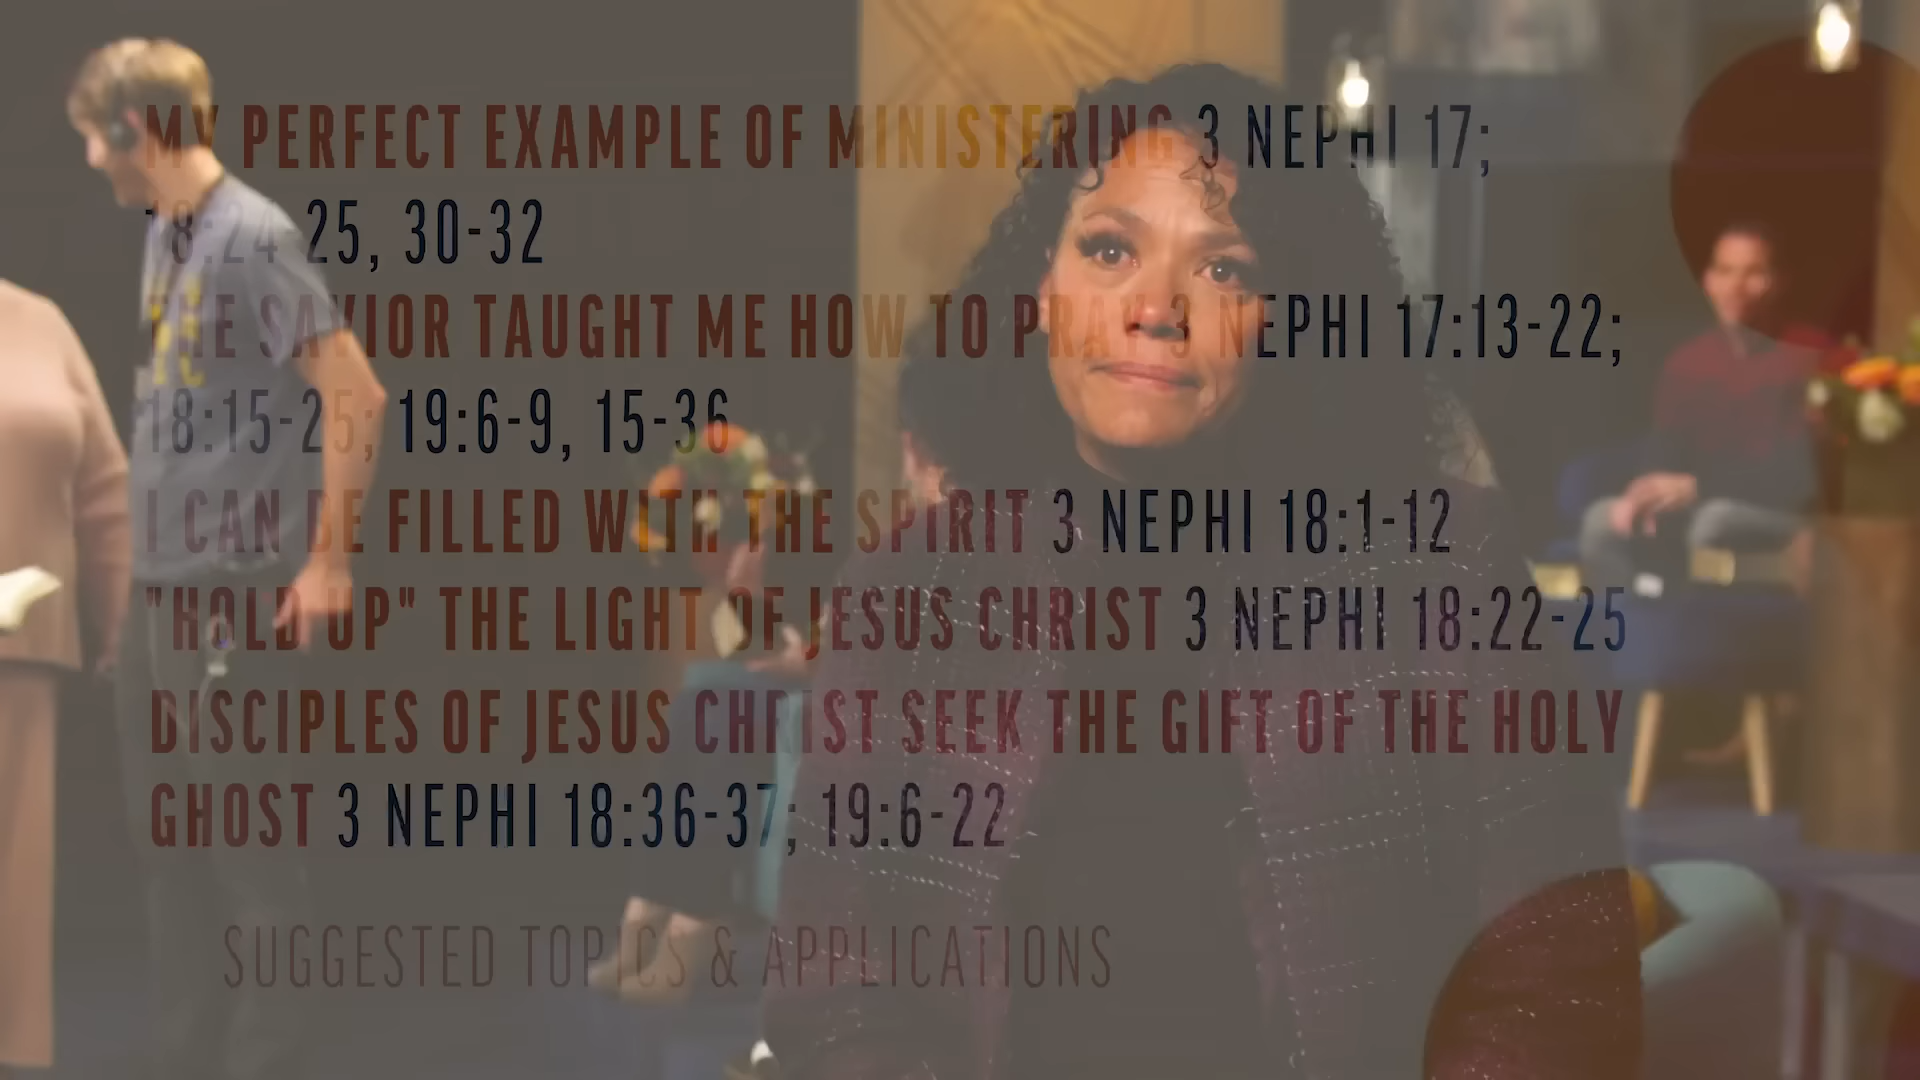 MY PERFECT EXAMPLE OF MINISTERING 3 NEPHI 17;
18:24-25, 30-32
THE SAVIOR TAUGHT ME HOW TO PRAY 3 NEPHI 17:13-22;
18:15-25; 19:6-9, 15-36
I CAN BE FILLED WITH THE SPIRIT 3 NEPHI 18:1-12
"HOLD UP" THE LIGHT OF JESUS CHRIST 3 NEPHI 18:22-25
DISCIPLES OF JESUS CHRIST SEEK THE GIFT OF THE HOLY
GHOST 3 NEPHI 18:36-37; 19:6-22
SUGGESTED TOPICS & APPLICATIONS